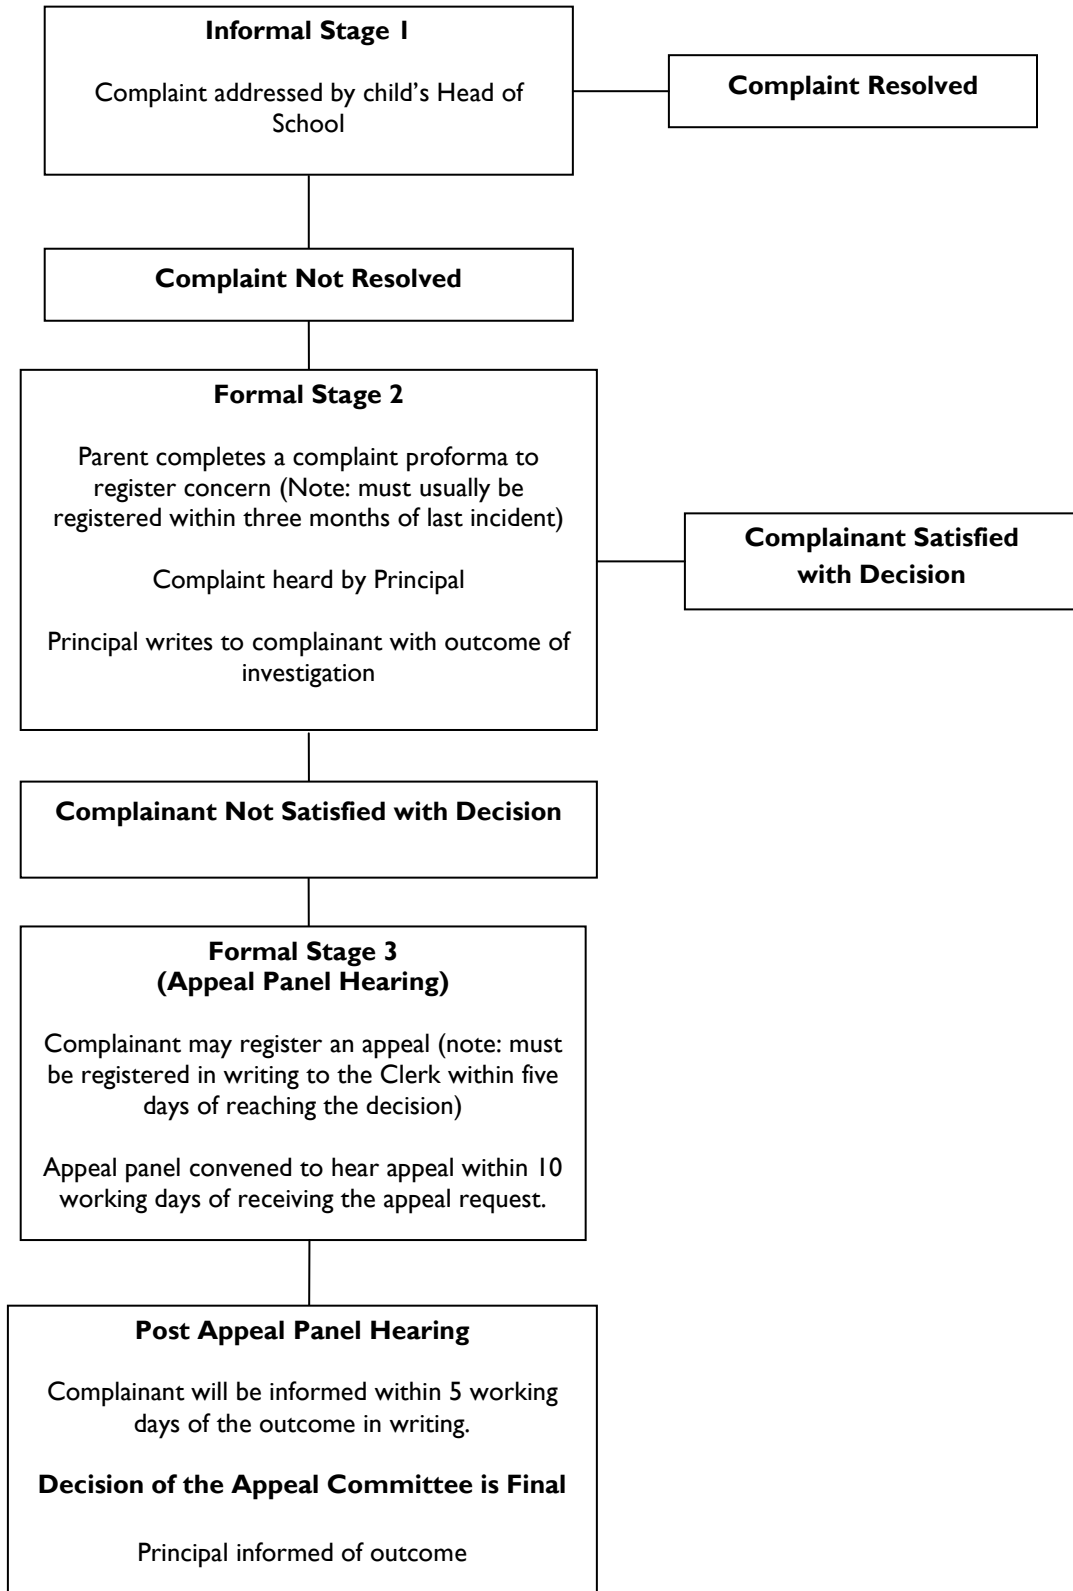 Informal Stage 1
Complaint addressed by child's Head of
School
Complaint Resolved
Complaint Not Resolved
Formal Stage 2
Parent completes a complaint proforma to
register concern (Note: must usually be
registered within three months of last incident)
Complaint heard by Principal
Principal writes to complainant with outcome of
investigation
Complainant Satisfied
with Decision
Complainant Not Satisfied with Decision
Formal Stage 3
(Appeal Panel Hearing)
Complainant may register an appeal (note: must
be registered in writing to the Clerk within five
days of reaching the decision)
Appeal panel convened to hear appeal within 10
working days of receiving the appeal request.
Post Appeal Panel Hearing
Complainant will be informed within 5 working
days of the outcome in writing.
Decision of the Appeal Committee is Final
Principal informed of outcome